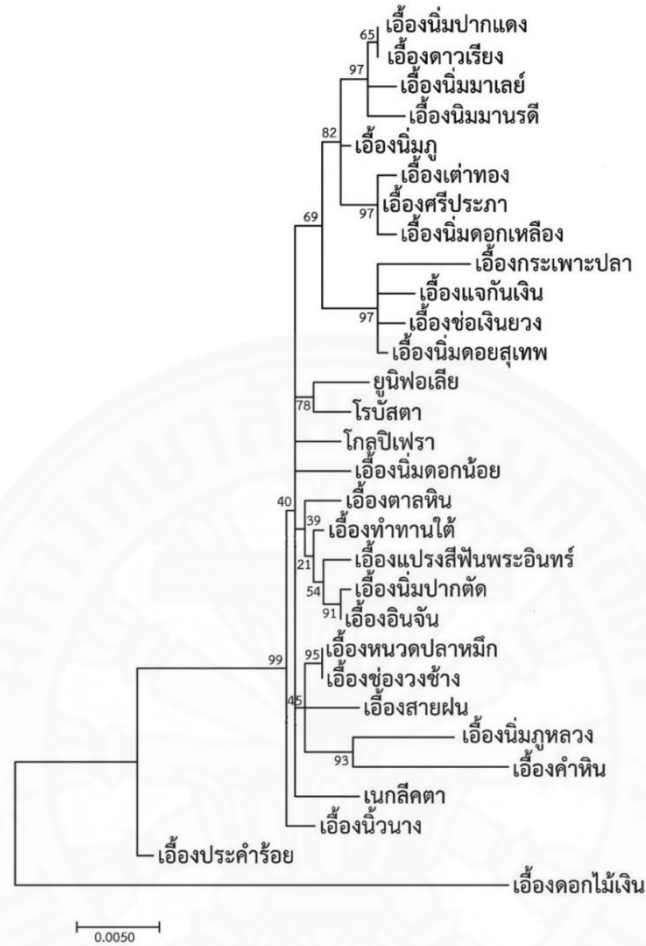 เอื้องนิ่มปากแดง
65
เอื้องดาวเรียง
97
เอื้องนิ่มมาเลย์
เอื้องนิมมานรดี
82
เอื้องนิ่มภู
เอื้องเต่าทอง
เอื้องศรีประภา
97
69
เอื้องนิ่มดอกเหลือง
เอื้องกระเพาะปลา
เอื้องแจกันเงิน
97
เอื้องช่อเงินยวง
เอื้องนิ่มดอยสุเทพ
ยูนิฟอเลีย
78
โรบัสตา
โกลปิเฟรา
เอื้องนิ่มดอกน้อย
40
เอื้องตาลหิน
39
เอื้องทำทานใต้
21
เอื้องแปรงสีฟันพระอินทร์
54
เอื้องนิ่มปากตัด
91
เอื้องอินจัน
เอื้องหนวดปลาหมึก
95
99
เอื้องช่องวงช้าง
45
เอื้องสายฝน
เอื้องนิ่มภูหลวง
93
เอื้องคำหิน
เนกลีคตา
เอื้องนิ้วนาง
เอื้องประคำร้อย
เอื้องดอกไม้เงิน
0.0050